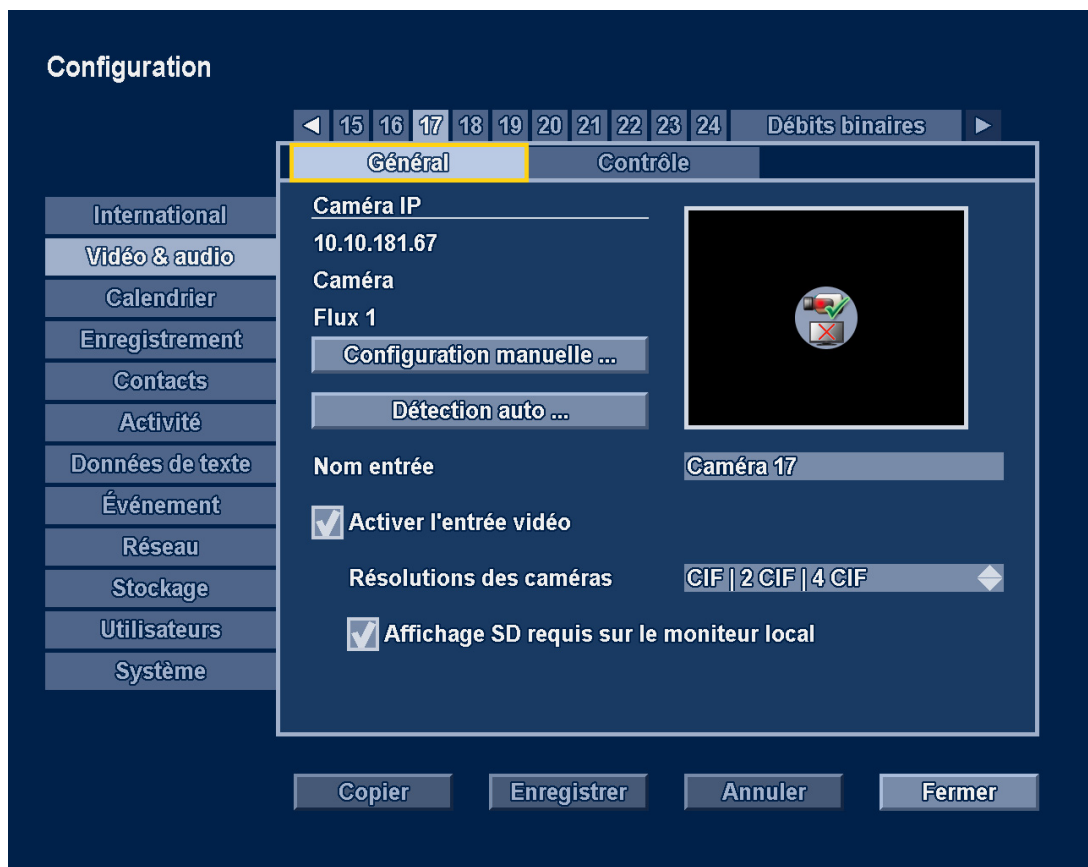 Configuration
15 16 17 18 19 20 21 22 23 24 Débits binaires
Général Contrôle
International
Vidéo & audio
Calendrier
Enregistrement
Contacts
Activité
Données de texte
Événement
Réseau
Stockage
Utilisateurs
Système
Caméra IP
10.10.181.67
Caméra
Flux 1
Configuration manuelle ...
Détection auto ...
Nom entrée Caméra 17
Activer l'entrée vidéo
Résolutions des caméras CIF | 2 CIF | 4 CIF
Affichage SD requis sur le moniteur local
Copier Enregistrer Annuler Fermer